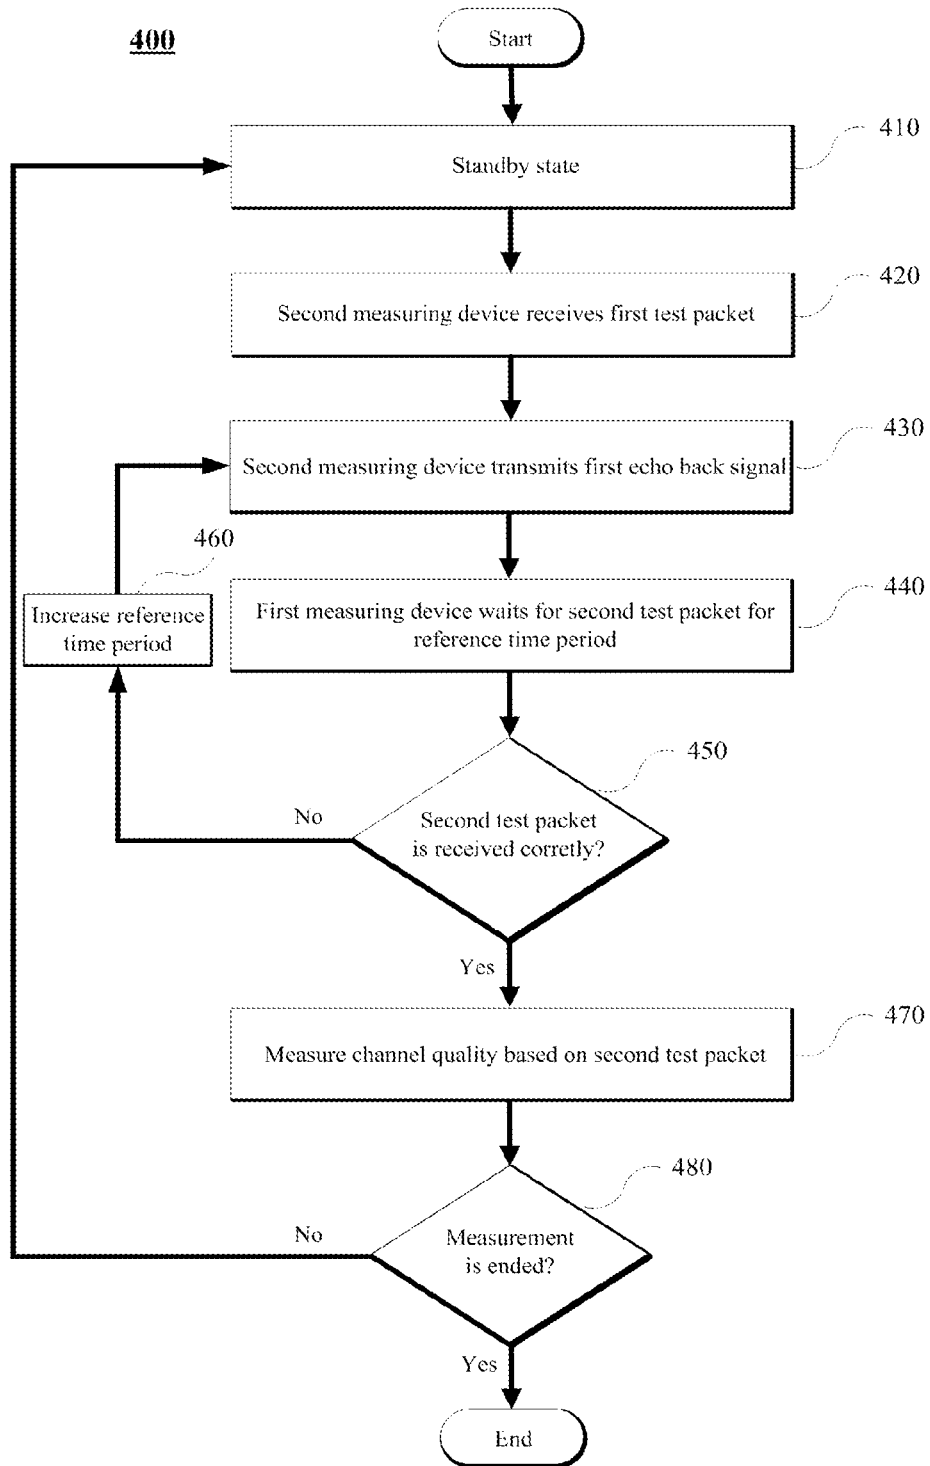 400
Start
410
Standby state
420
Second measuring device receives first test packet
430
Second measuring device transmits first echo back signal
460
Increase reference
time period
440
First measuring device waits for second test packet for
reference time period
450
No
Second test packet
is received corretly?
Yes
470
Measure channel quality based on second test packet
480
No
Measurement
is ended?
Yes
End